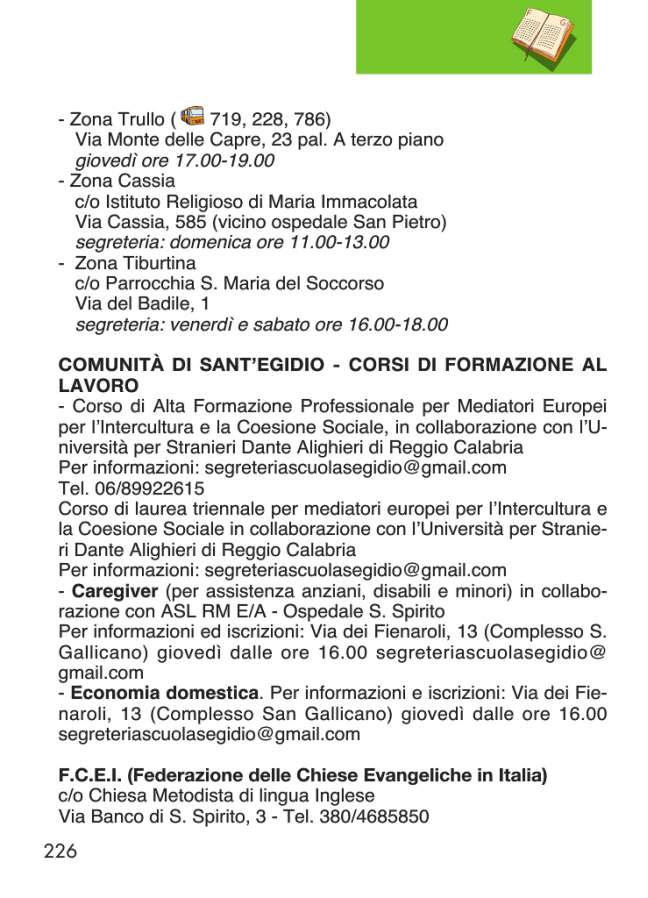 - Zona Trullo ( 719, 228, 786)
Via Monte delle Capre, 23 pal. A terzo piano
giovedì ore 17.00-19.00
- Zona Cassia
c/o Istituto Religioso di Maria Immacolata
Via Cassia, 585 (vicino ospedale San Pietro)
segreteria: domenica ore 11.00-13.00
- Zona Tiburtina
c/o Parrocchia S. Maria del Soccorso
Via del Badile, 1
segreteria: venerdì e sabato ore 16.00-18.00
COMUNITÀ DI SANT'EGIDIO - CORSI DI FORMAZIONE AL
LAVORO
- Corso di Alta Formazione Professionale per Mediatori Europei
per l'Intercultura e la Coesione Sociale, in collaborazione con l'U-
niversità per Stranieri Dante Alighieri di Reggio Calabria
Per informazioni: segreteriascuolasegidio@gmail.com
Tel. 06/89922615
Corso di laurea triennale per mediatori europei per l'Intercultura e
la Coesione Sociale in collaborazione con l'Università per Stranie-
ri Dante Alighieri di Reggio Calabria
Per informazioni: segreteriascuolasegidio@gmail.com
- Caregiver (per assistenza anziani, disabili e minori) in collabo-
razione con ASL RM E/A - Ospedale S. Spirito
Per informazioni ed iscrizioni: Via dei Fienaroli, 13 (Complesso S.
Gallicano) giovedì dalle ore 16.00 segreteriascuolasegidio@
gmail.com
- Economia domestica. Per informazioni e iscrizioni: Via dei Fie-
naroli, 13 (Complesso San Gallicano) giovedì dalle ore 16.00
segreteriascuolasegidio@gmail.com
F.C.E.I. (Federazione delle Chiese Evangeliche in Italia)
c/o Chiesa Metodista di lingua Inglese
Via Banco di S. Spirito, 3 - Tel. 380/4685850
226